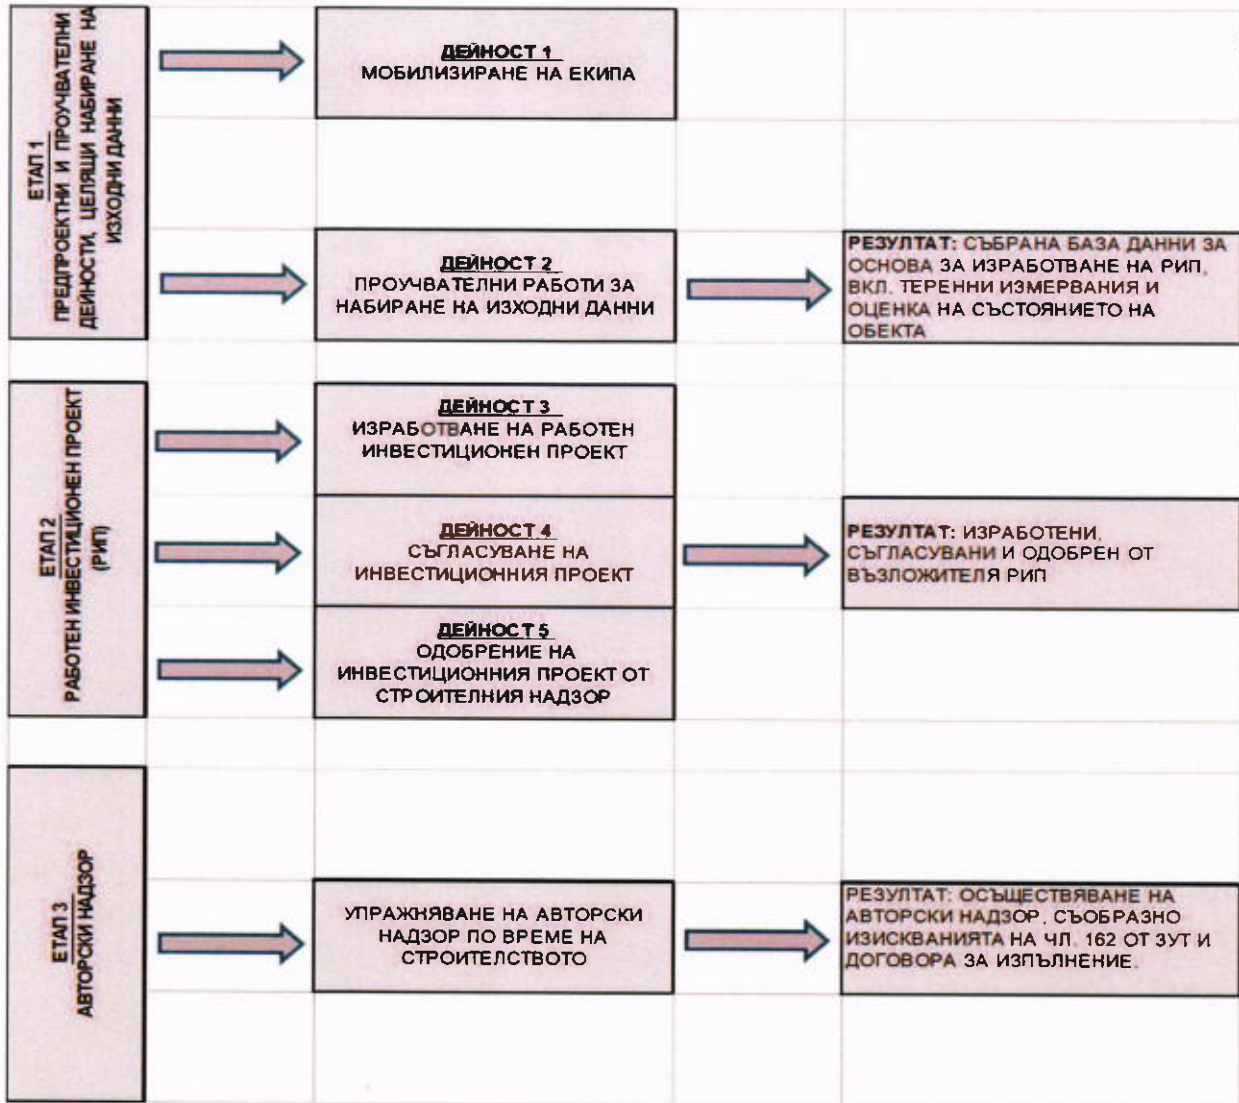 ЕТАП 1
ПРЕДПРОЕКТНИ И ПРОУЧВАТЕЛНИ
ДЕЙНОСТИ, ЦЕЛЯЩИ НАБИРАНЕ НА
ИЗХОДНИ ДАННИ
ДЕЙНОСТ 1
МОБИЛИЗИРАНЕ НА ЕКИПА
ДЕЙНОСТ 2
ПРОУЧВАТЕЛНИ РАБОТИ ЗА
НАБИРАНЕ НА ИЗХОДНИ ДАННИ
РЕЗУЛТАТ: СЪБРАНА БАЗА ДАННИ ЗА
ОСНОВА ЗА ИЗРАБОТВАНЕ НА РИП,
ВКЛ. ТЕРЕННИ ИЗМЕРВАНИЯ И
ОЦЕНКА НА СЪСТОЯНИЕТО НА
ОБЕКТА
ЕТАП 2
РАБОТЕН ИНВЕСТИЦИОНЕН ПРОЕКТ
(РИП)
ДЕЙНОСТ 3
ИЗРАБОТВАНЕ НА РАБОТЕН
ИНВЕСТИЦИОНЕН ПРОЕКТ
ДЕЙНОСТ 4
СЪГЛАСУВАНЕ НА
ИНВЕСТИЦИОННИЯ ПРОЕКТ
РЕЗУЛТАТ: ИЗРАБОТЕНИ,
СЪГЛАСУВАНИ И ОДОБРЕН ОТ
ВЪЗЛОЖИТЕЛЯ РИП
ДЕЙНОСТ 5
ОДОБРЕНИЕ НА
ИНВЕСТИЦИОННИЯ ПРОЕКТ ОТ
СТРОИТЕЛНИЯ НАДЗОР
ЕТАП 3
АВТОРСКИ НАДЗОР
УПРАЖНЯВАНЕ НА АВТОРСКИ
НАДЗОР ПО ВРЕМЕ НА
СТРОИТЕЛСТВОТО
РЕЗУЛТАТ: ОСЪЩЕСТВЯВАНЕ НА
АВТОРСКИ НАДЗОР, СЪОБРАЗНО
ИЗИСКВАНИЯТА НА ЧЛ. 162 ОТ ЗУТ И
ДОГОВОРА ЗА ИЗПЪЛНЕНИЕ.